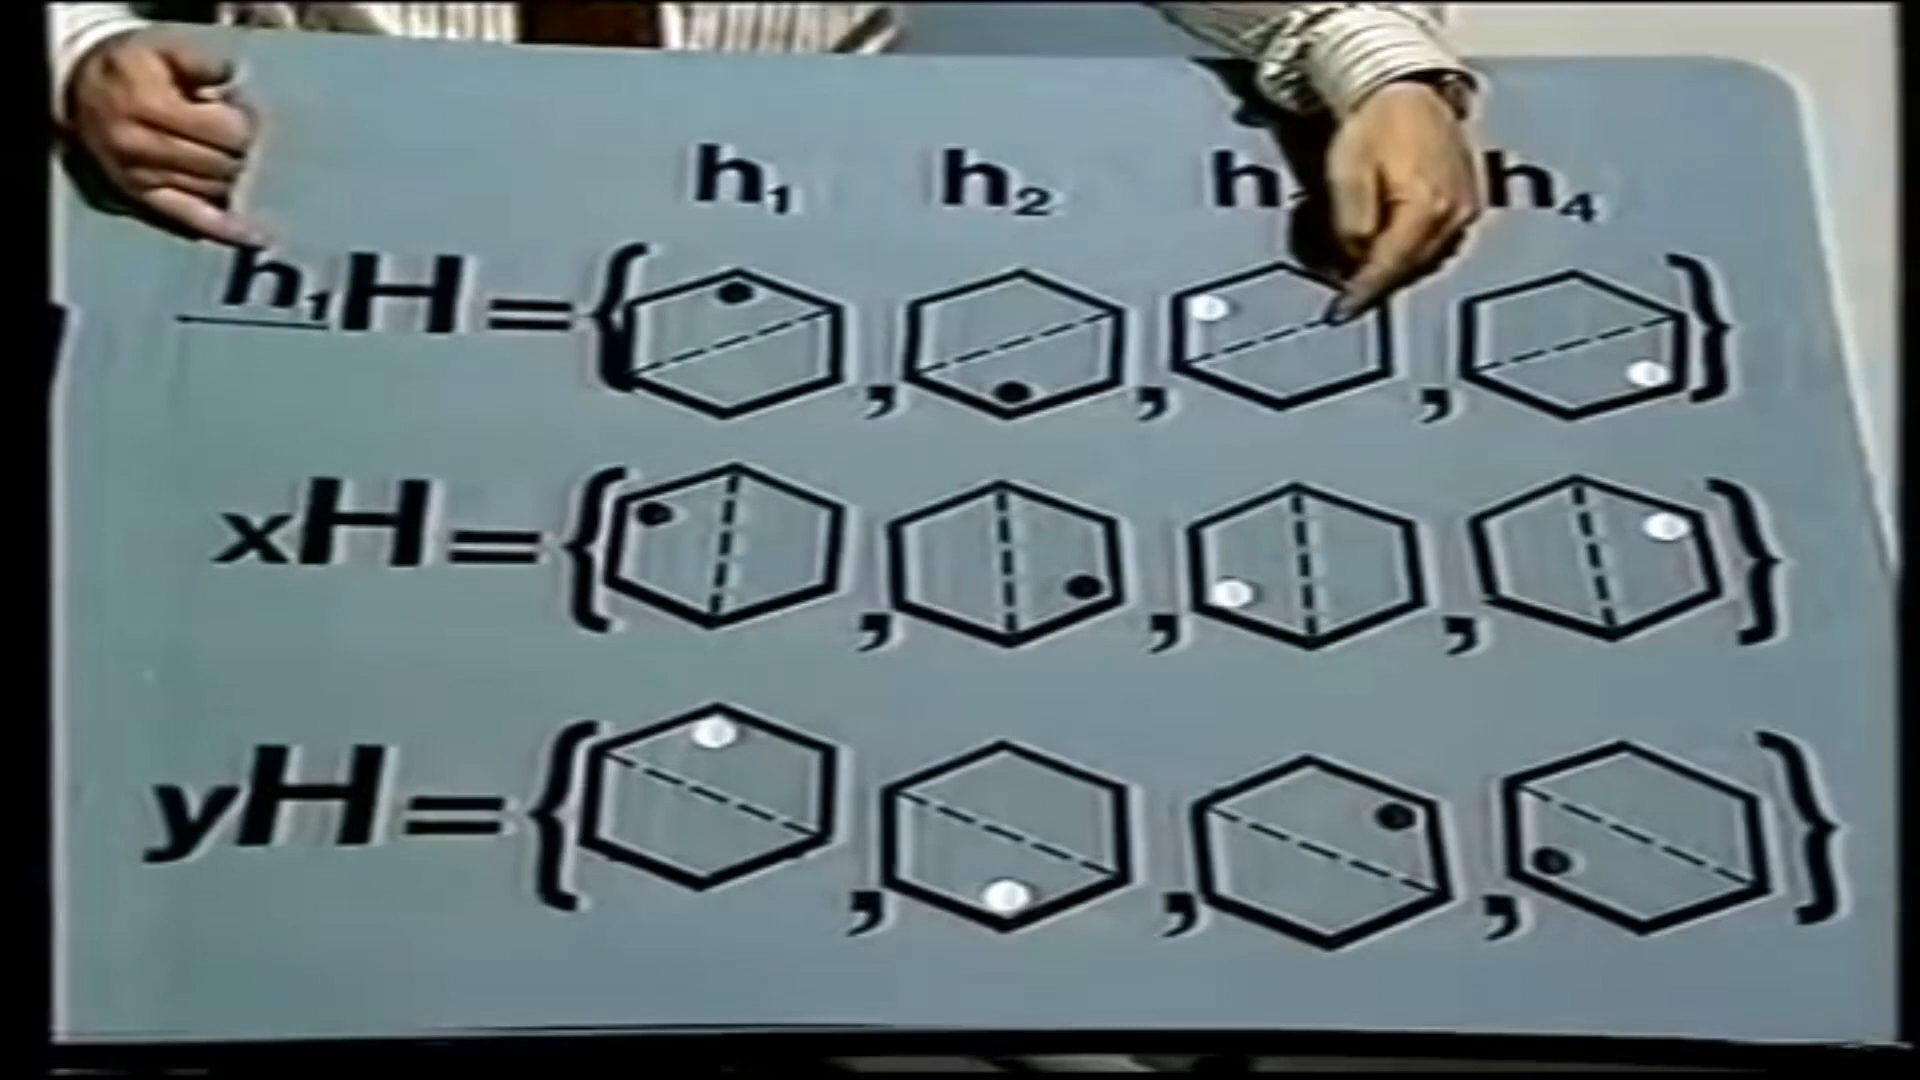 h₁ h₂ h h₄
h₁H = { , , , }
xH = { , , , }
yH = { , , , }